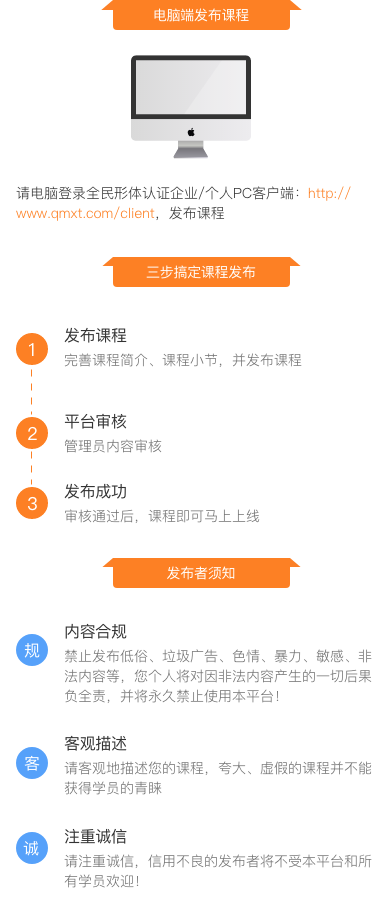 电脑端发布课程
请电脑登录全民形体认证企业/个人PC客户端：http://
www.qmxt.com/client，发布课程
三步搞定课程发布
1
发布课程
完善课程简介、课程小节，并发布课程
2
平台审核
管理员内容审核
3
发布成功
审核通过后，课程即可马上上线
发布者须知
规
内容合规
禁止发布低俗、垃圾广告、色情、暴力、敏感、非
法内容等，您个人将对因非法内容产生的一切后果
负全责，并将永久禁止使用本平台！
客
客观描述
请客观地描述您的课程，夸大、虚假的课程并不能
获得学员的青睐
诚
注重诚信
请注重诚信，信用不良的发布者将不受本平台和所
有学员欢迎！